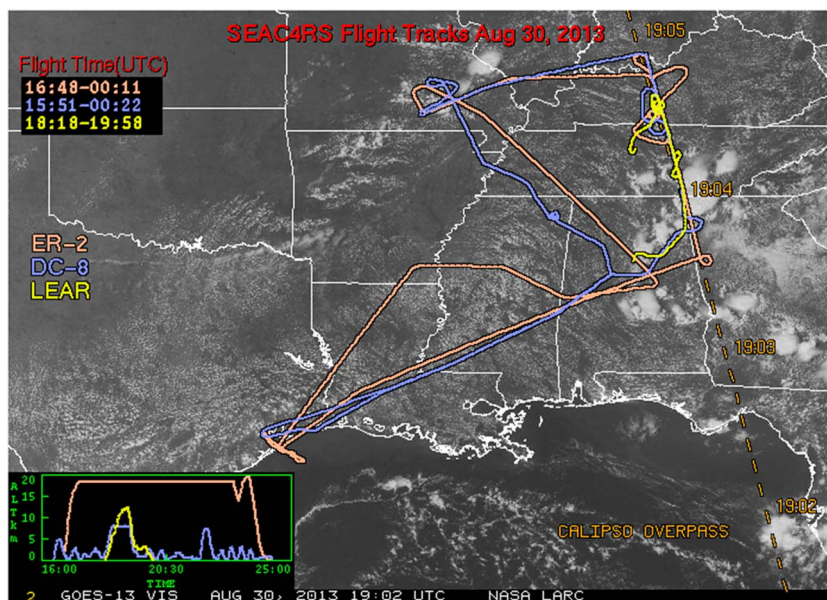 SEAC4RS Flight Tracks Aug 30, 2013
19:05
Flight Time(UTC)
16:48-00:11
15:51-00:22
18:18-19:58
19:04
ER-2
DC-8
LEAR
19:03
19:02
CALIPSO OVERPASS
ALTkm
20
15
10
5
0
16:00 20:30 25:00
TIME
2 GOES-13 VIS AUG 30, 2013 19:02 UTC NASA LARC